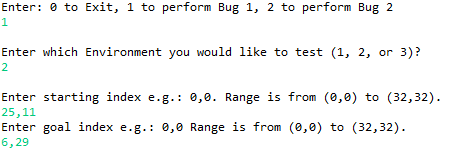 Enter: 0 to Exit, 1 to perform Bug 1, 2 to perform Bug 2
1
Enter which Environment you would like to test (1, 2, or 3)?
2
Enter starting index e.g.: 0,0. Range is from (0,0) to (32,32).
25,11
Enter goal index e.g.: 0,0 Range is from (0,0) to (32,32).
6,29